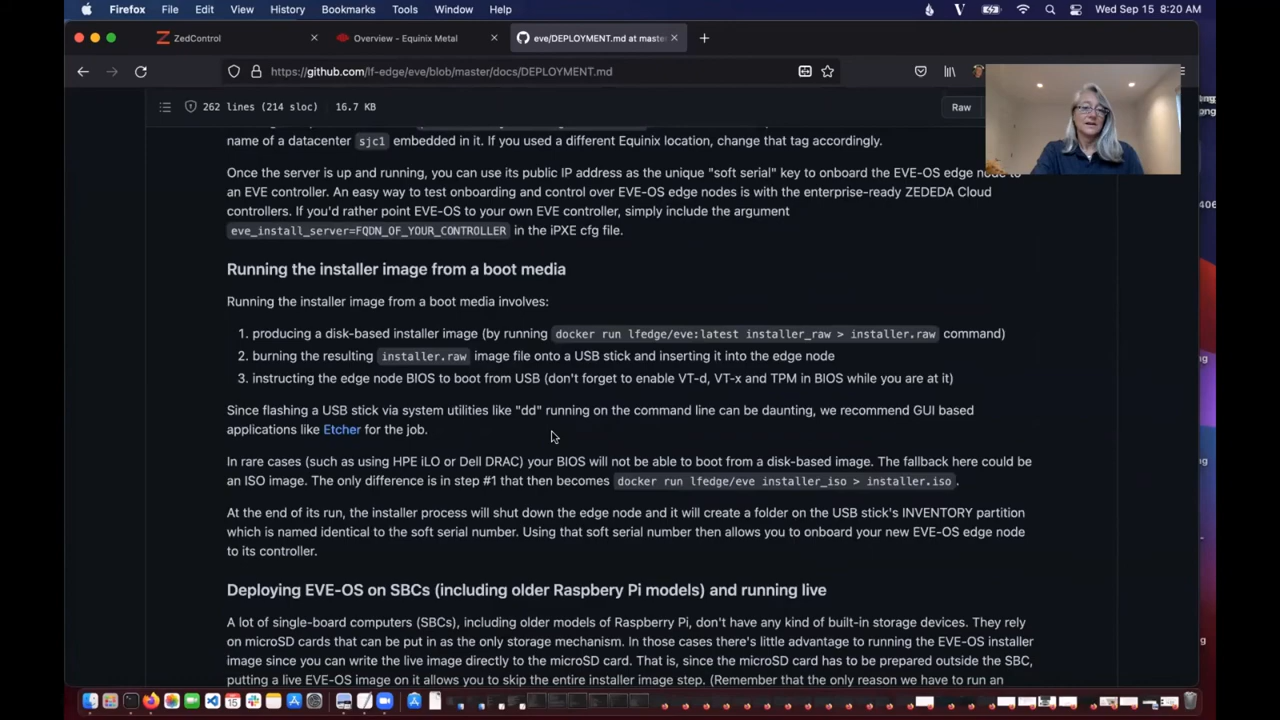 Firefox File Edit View History Bookmarks Tools Window Help Wed Sep 15 8:20 AM
ZedControl Overview - Equinix Metal eve/DEPLOYMENT.md at maste
https://github.com/lf-edge/eve/blob/master/docs/DEPLOYMENT.md
262 lines (214 sloc) 16.7 KB Raw
name of a datacenter sjc1 embedded in it. If you used a different Equinix location, change that tag accordingly.
Once the server is up and running, you can use its public IP address as the unique "soft serial" key to onboard the EVE-OS edge node to
an EVE controller. An easy way to test onboarding and control over EVE-OS edge nodes is with the enterprise-ready ZEDEDA Cloud
controllers. If you'd rather point EVE-OS to your own EVE controller, simply include the argument
eve_install_server=FQDN_OF_YOUR_CONTROLLER in the iPXE cfg file.
Running the installer image from a boot media
Running the installer image from a boot media involves:
1. producing a disk-based installer image (by running docker run lfedge/eve:latest installer_raw > installer.raw command)
2. burning the resulting installer.raw image file onto a USB stick and inserting it into the edge node
3. instructing the edge node BIOS to boot from USB (don't forget to enable VT-d, VT-x and TPM in BIOS while you are at it)
Since flashing a USB stick via system utilities like "dd" running on the command line can be daunting, we recommend GUI based
applications like Etcher for the job.
In rare cases (such as using HPE iLO or Dell DRAC) your BIOS will not be able to boot from a disk-based image. The fallback here could be
an ISO image. The only difference is in step #1 that then becomes docker run lfedge/eve installer_iso > installer.iso.
At the end of its run, the installer process will shut down the edge node and it will create a folder on the USB stick's INVENTORY partition
which is named identical to the soft serial number. Using that soft serial number then allows you to onboard your new EVE-OS edge node
to its controller.
Deploying EVE-OS on SBCs (including older Raspbery Pi models) and running live
A lot of single-board computers (SBCs), including older models of Raspberry Pi, don't have any kind of built-in storage devices. They rely
on microSD cards that can be put in as the only storage mechanism. In those cases there's little advantage to running the EVE-OS installer
image since you can write the live image directly to the microSD card. That is, since the microSD card has to be prepared outside the SBC,
putting a live EVE-OS image on it allows you to skip the entire installer image step. (Remember that the only reason we have to run an